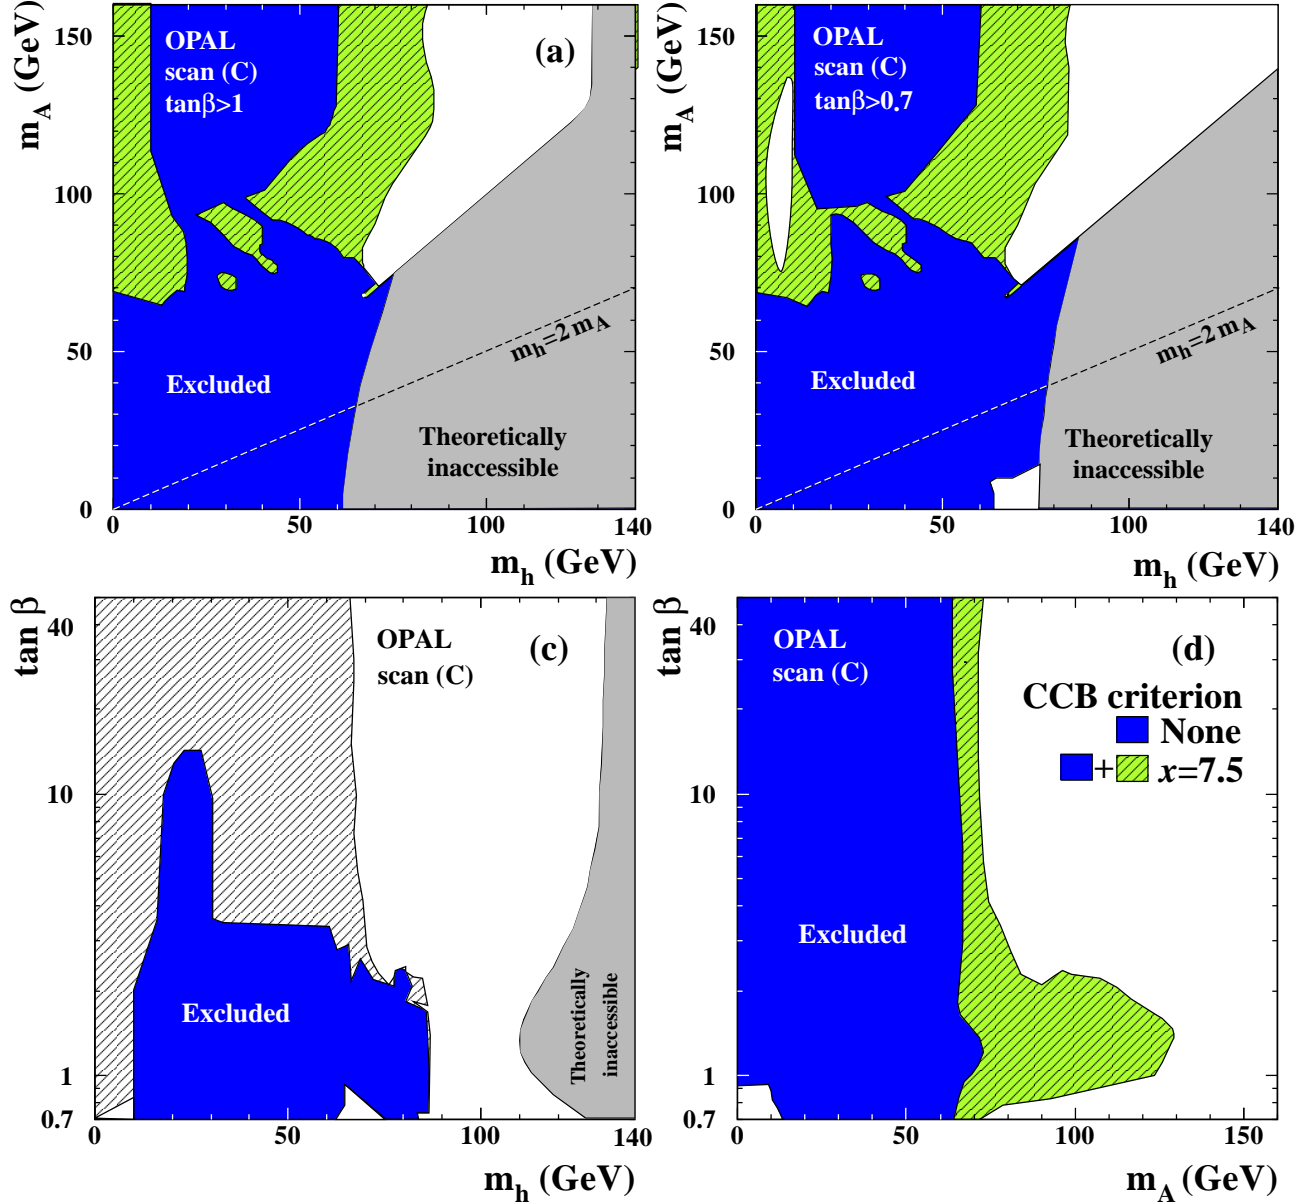 m_A (GeV)
150
100
50
0
OPAL
scan (C)
tanβ>1
(a)
Excluded
m_h=2 m_A
Theoretically
inaccessible
0 50 100 140
m_h (GeV)
m_A (GeV)
150
100
50
0
OPAL
scan (C)
tanβ>0.7
Excluded
m_h=2 m_A
Theoretically
inaccessible
0 50 100 140
m_h (GeV)
tan β
40
10
1
0.7
OPAL
scan (C)
(c)
Excluded
Theoretically
inaccessible
0 50 100 140
m_h (GeV)
tan β
40
10
1
0.7
OPAL
scan (C)
(d)
CCB criterion
None
+ x=7.5
Excluded
0 50 100 150
m_A (GeV)